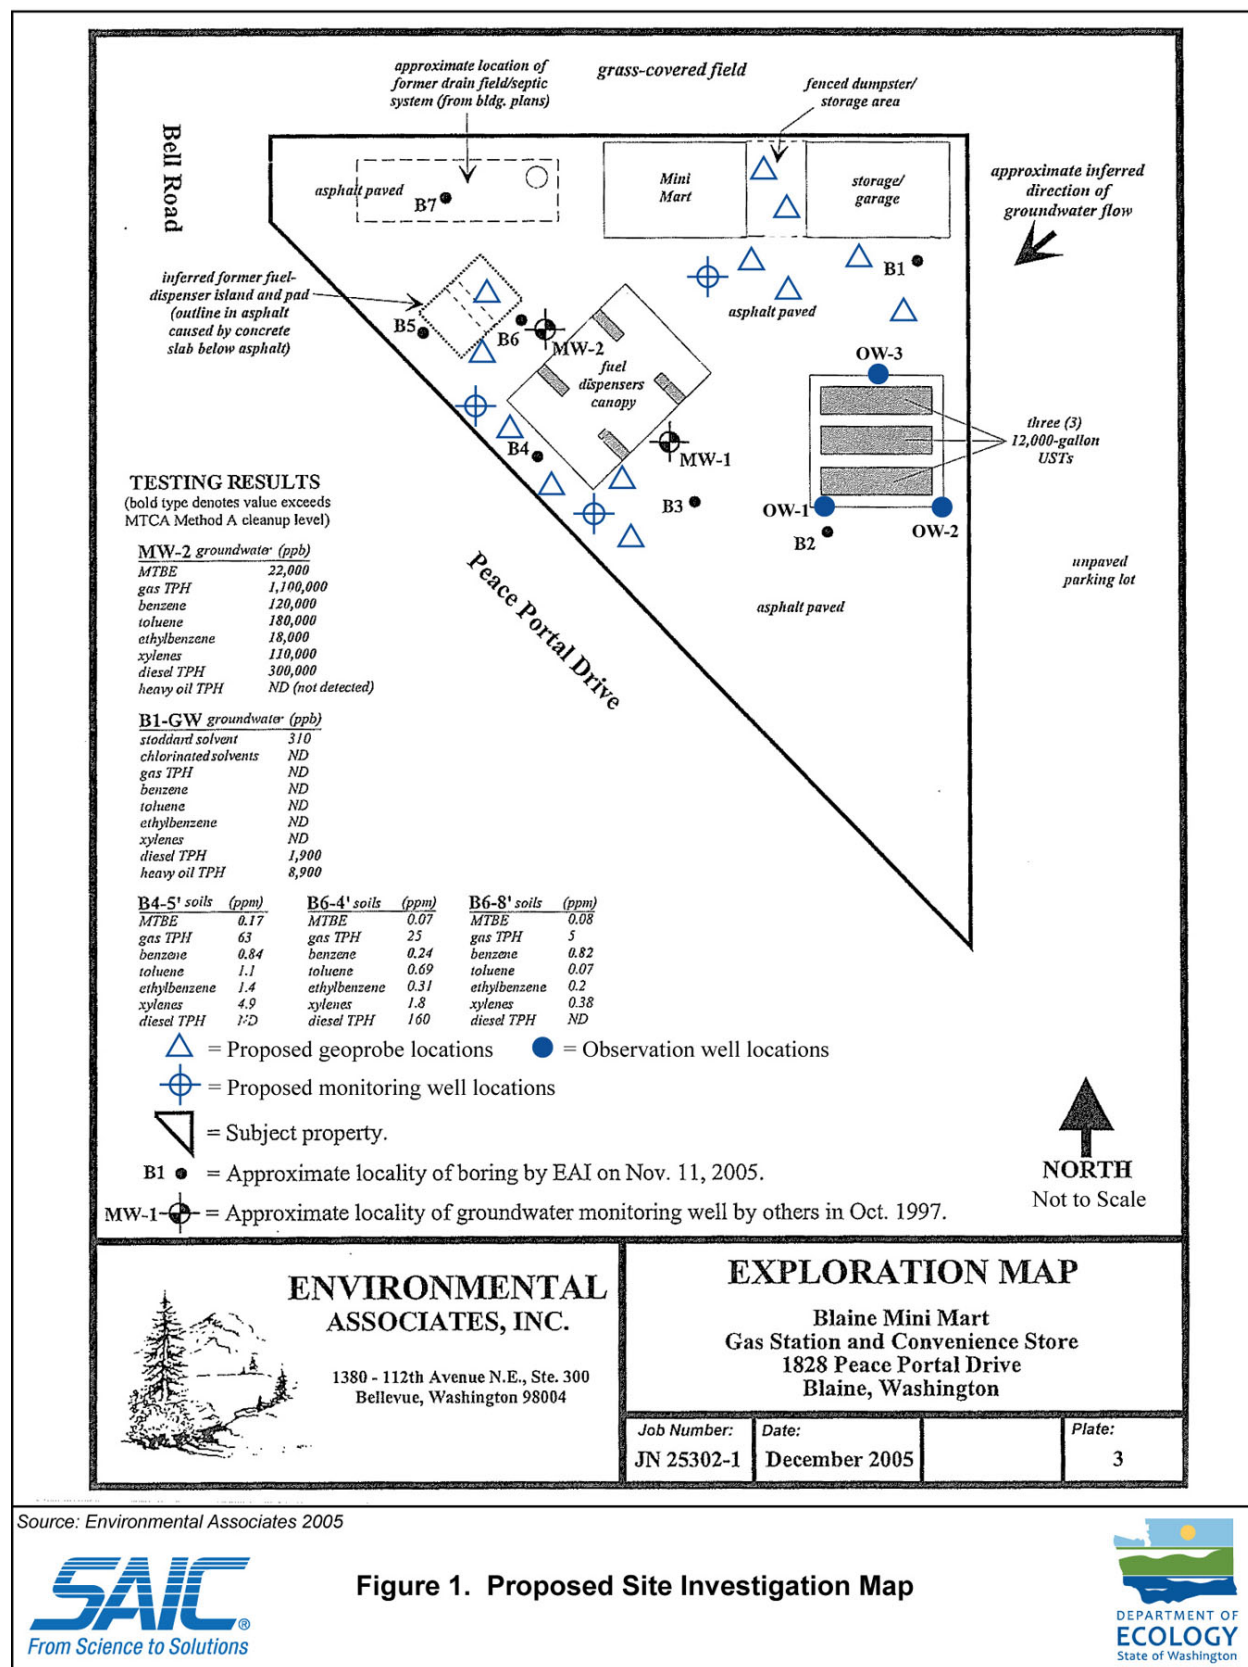 grass-covered field
approximate location of
former drain field/septic
system (from bldg. plans)
fenced dumpster/
storage area
Bell Road
asphalt paved
B7
Mini
Mart
storage/
garage
approximate inferred
direction of
groundwater flow
inferred former fuel-
dispenser island and pad
(outline in asphalt
caused by concrete
slab below asphalt)
B1
asphalt paved
B5
B6
MW-2
fuel
dispensers
canopy
OW-3
three (3)
12,000-gallon
USTs
B4
MW-1
B3
OW-1
OW-2
B2
unpaved
parking lot
asphalt paved
Peace Portal Drive
TESTING RESULTS
(bold type denotes value exceeds
MTCA Method A cleanup level)
MW-2 groundwater (ppb)
MTBE 22,000
gas TPH 1,100,000
benzene 120,000
toluene 180,000
ethylbenzene 18,000
xylenes 110,000
diesel TPH 300,000
heavy oil TPH ND (not detected)
B1-GW groundwater (ppb)
stoddard solvent 310
chlorinated solvents ND
gas TPH ND
benzene ND
toluene ND
ethylbenzene ND
xylenes ND
diesel TPH 1,900
heavy oil TPH 8,900
B4-5' soils (ppm) B6-4' soils (ppm) B6-8' soils (ppm)
MTBE 0.17 MTBE 0.07 MTBE 0.08
gas TPH 63 gas TPH 25 gas TPH 5
benzene 0.84 benzene 0.24 benzene 0.82
toluene 1.1 toluene 0.69 toluene 0.07
ethylbenzene 1.4 ethylbenzene 0.31 ethylbenzene 0.2
xylenes 4.9 xylenes 1.8 xylenes 0.38
diesel TPH ND diesel TPH 160 diesel TPH ND
= Proposed geoprobe locations = Observation well locations
= Proposed monitoring well locations
= Subject property.
B1 = Approximate locality of boring by EAI on Nov. 11, 2005.
MW-1 = Approximate locality of groundwater monitoring well by others in Oct. 1997.
NORTH
Not to Scale
ENVIRONMENTAL
ASSOCIATES, INC.
1380 - 112th Avenue N.E., Ste. 300
Bellevue, Washington 98004
EXPLORATION MAP
Blaine Mini Mart
Gas Station and Convenience Store
1828 Peace Portal Drive
Blaine, Washington
Job Number: Date: Plate:
JN 25302-1 December 2005 3
Source: Environmental Associates 2005
SAIC®
From Science to Solutions
Figure 1. Proposed Site Investigation Map
DEPARTMENT OF
ECOLOGY
State of Washington